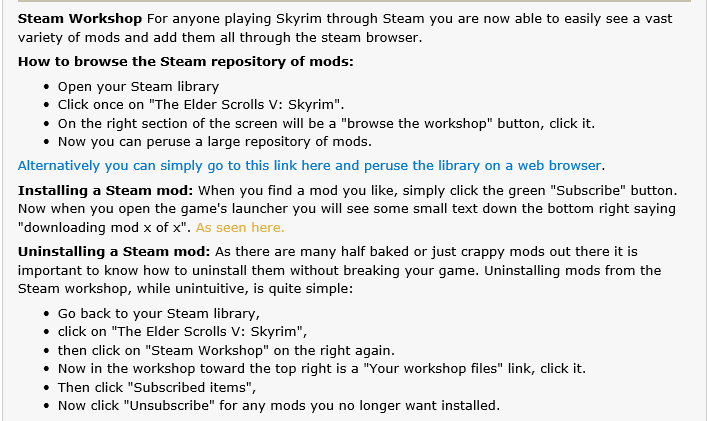 Steam Workshop For anyone playing Skyrim through Steam you are now able to easily see a vast
variety of mods and add them all through the steam browser.
How to browse the Steam repository of mods:
• Open your Steam library
• Click once on "The Elder Scrolls V: Skyrim".
• On the right section of the screen will be a "browse the workshop" button, click it.
• Now you can peruse a large repository of mods.
Alternatively you can simply go to this link here and peruse the library on a web browser.
Installing a Steam mod: When you find a mod you like, simply click the green "Subscribe" button.
Now when you open the game's launcher you will see some small text down the bottom right saying
"downloading mod x of x". As seen here.
Uninstalling a Steam mod: As there are many half baked or just crappy mods out there it is
important to know how to uninstall them without breaking your game. Uninstalling mods from the
Steam workshop, while unintuitive, is quite simple:
• Go back to your Steam library,
• click on "The Elder Scrolls V: Skyrim",
• then click on "Steam Workshop" on the right again.
• Now in the workshop toward the top right is a "Your workshop files" link, click it.
• Then click "Subscribed items",
• Now click "Unsubscribe" for any mods you no longer want installed.